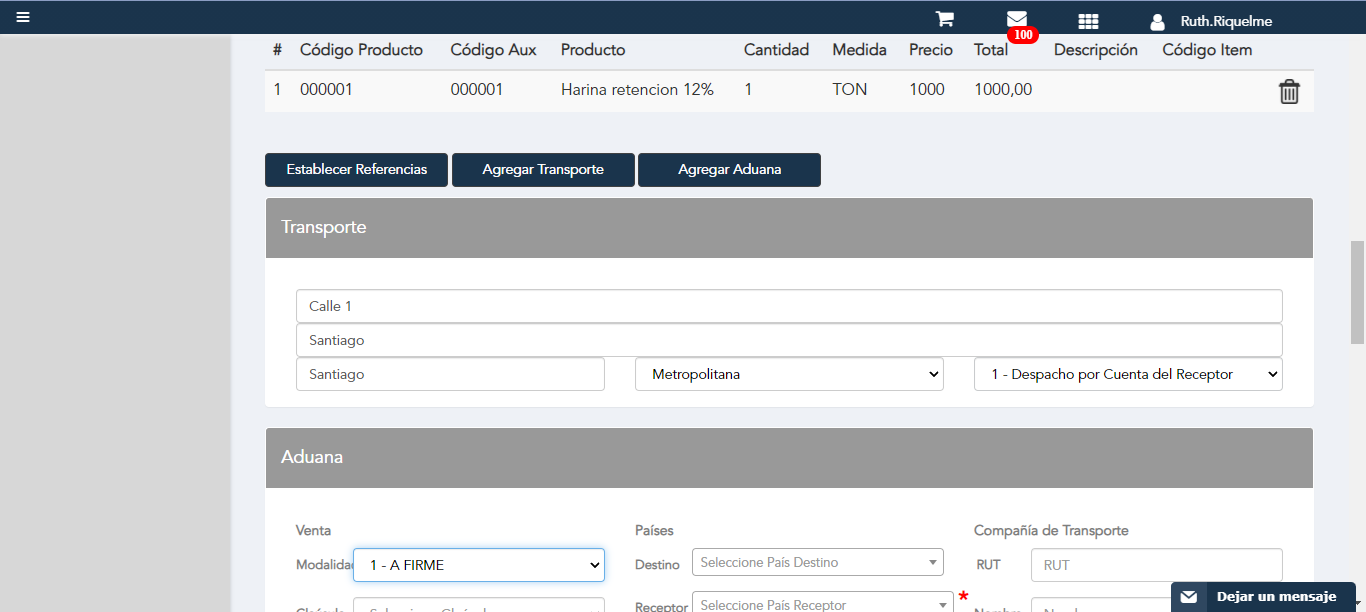 Ruth.Riquelme
100
# Código Producto Código Aux Producto Cantidad Medida Precio Total Descripción Código Item
1 000001 000001 Harina retencion 12% 1 TON 1000 1000,00
Establecer Referencias Agregar Transporte Agregar Aduana
Transporte
Calle 1
Santiago
Santiago Metropolitana 1 - Despacho por Cuenta del Receptor
Aduana
Venta Países Compañía de Transporte
Modalidad 1 - A FIRME Destino Seleccione País Destino RUT RUT
Receptor Seleccione País Receptor *
Dejar un mensaje